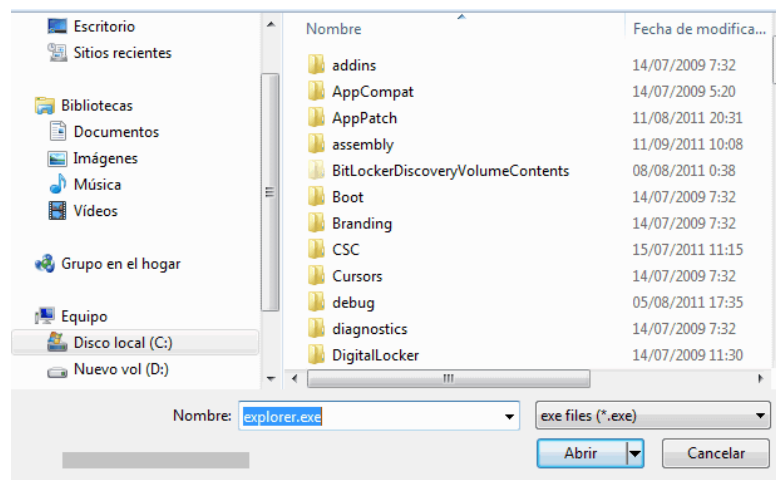 Escritorio
Sitios recientes
Bibliotecas
Documentos
Imágenes
Música
Vídeos
Grupo en el hogar
Equipo
Disco local (C:)
Nuevo vol (D:)
Nombre Fecha de modifica...
addins 14/07/2009 7:32
AppCompat 14/07/2009 5:20
AppPatch 11/08/2011 20:31
assembly 11/09/2011 10:08
BitLockerDiscoveryVolumeContents 08/08/2011 0:38
Boot 14/07/2009 7:32
Branding 14/07/2009 7:32
CSC 15/07/2011 11:15
Cursors 14/07/2009 7:32
debug 05/08/2011 17:35
diagnostics 14/07/2009 7:32
DigitalLocker 14/07/2009 11:30
Nombre: explorer.exe exe files (*.exe)
Abrir Cancelar